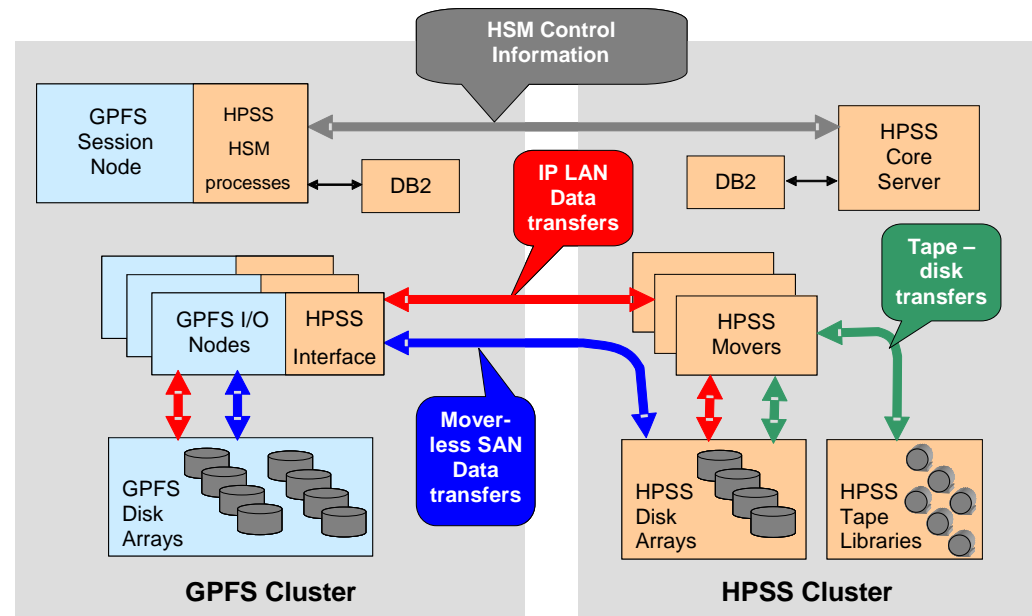 HSM Control
Information
GPFS
Session
Node
HPSS
HSM
processes
DB2
IP LAN
Data
transfers
DB2
HPSS
Core
Server
Tape –
disk
transfers
GPFS I/O
Nodes
HPSS
Interface
HPSS
Movers
Mover-
less SAN
Data
transfers
GPFS
Disk
Arrays
HPSS
Disk
Arrays
HPSS
Tape
Libraries
GPFS Cluster
HPSS Cluster